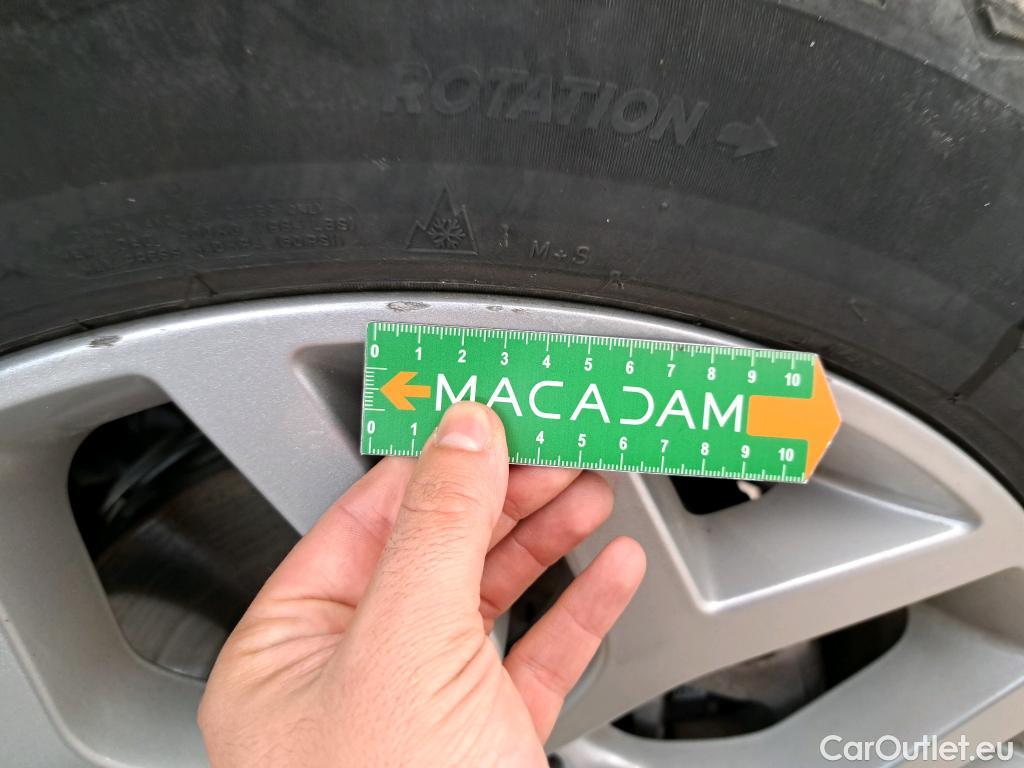 ROTATION
M+S
0 1 2 3 4 5 6 7 8 9 10
MACADAM
0 1 4 5 6 7 8 9 10
CarOutlet.eu